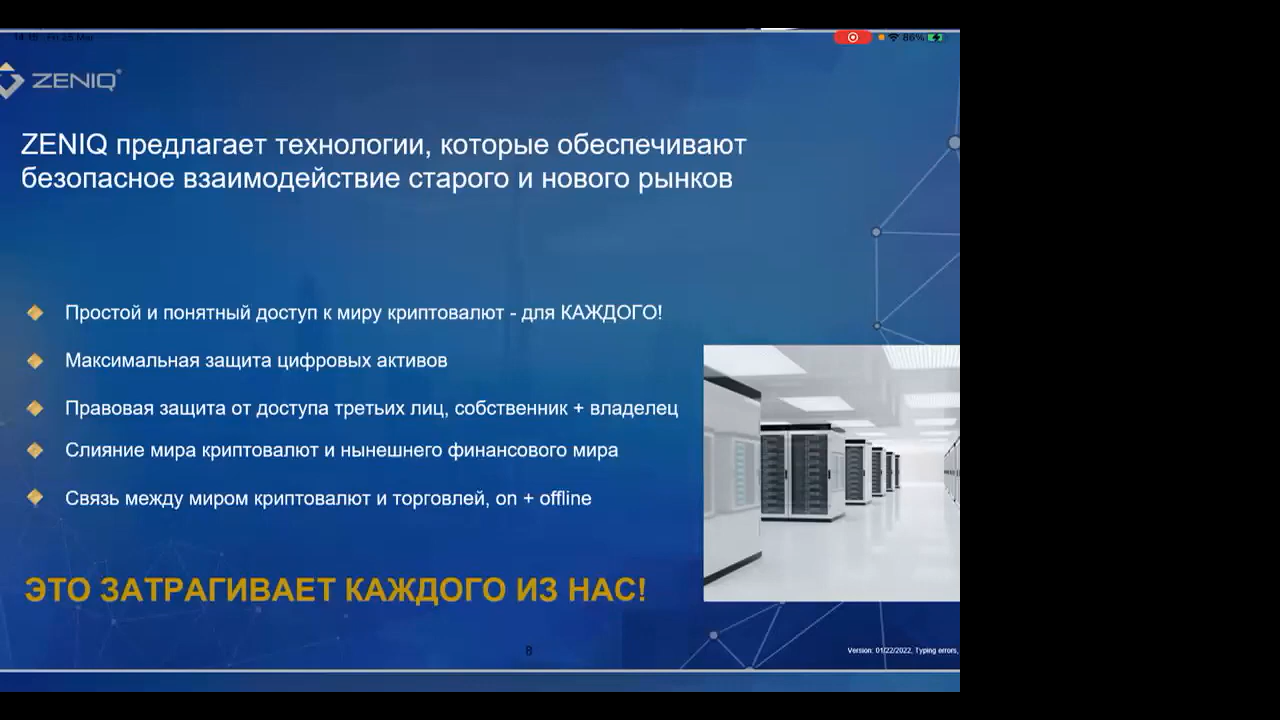 86%
ZENIQ®
ZENIQ предлагает технологии, которые обеспечивают
безопасное взаимодействие старого и нового рынков
Простой и понятный доступ к миру криптовалют - для КАЖДОГО!
Максимальная защита цифровых активов
Правовая защита от доступа третьих лиц, собственник + владелец
Слияние мира криптовалют и нынешнего финансового мира
Связь между миром криптовалют и торговлей, on + offline
ЭТО ЗАТРАГИВАЕТ КАЖДОГО ИЗ НАС!
8
Version: 01/22/2022, Typing errors,